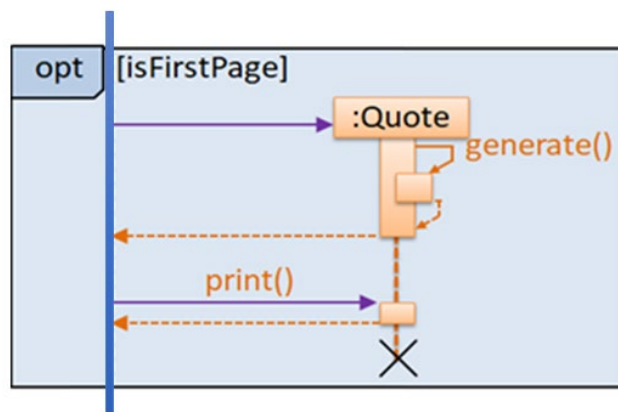 opt
[isFirstPage]
:Quote
generate()
print()